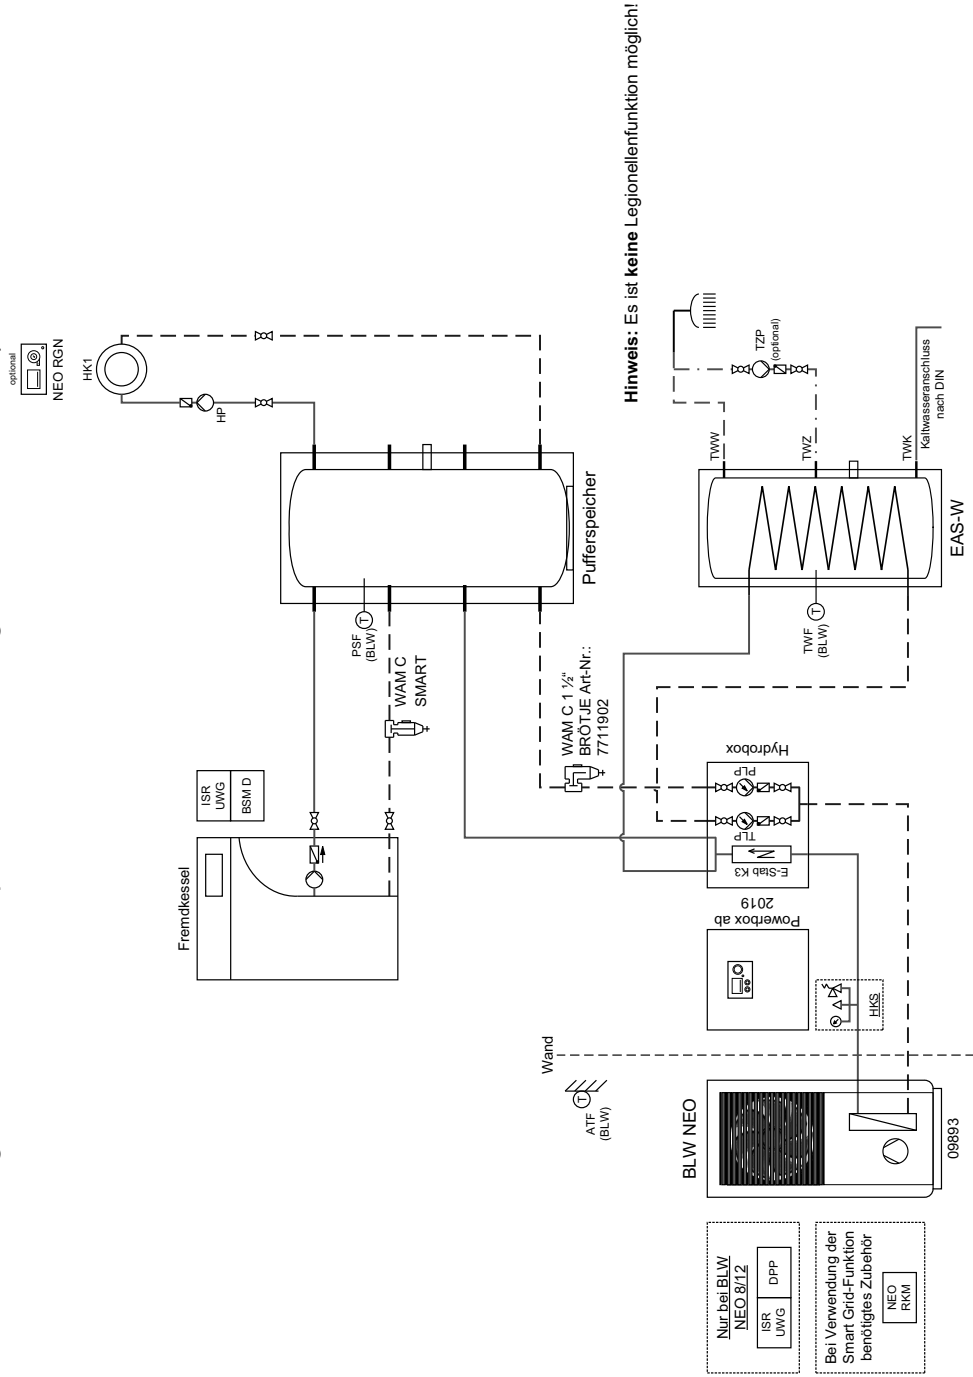 Hinweis: Es ist keine Legionellenfunktion möglich!
optional
NEO RGN
HK1
HP
Pufferspeicher
PSF
(BLW)
T
WAM C
SMART
WAM C 1 ½“
BRÖTJE Art-Nr.:
7711902
ISR
UWG
BSM D
Fremdkessel
TWW
TWZ
TWK
TZP
(optional)
Kaltwasseranschluss
nach DIN
EAS-W
T
TWF
(BLW)
Hydrobox
PLP
TLP
E-Stab K3
Powerbox ab
2019
HKS
Wand
T
ATF
(BLW)
BLW NEO
09893
Nur bei BLW
NEO 8/12
ISR
UWG
DPP
Bei Verwendung der
Smart Grid-Funktion
benötigtes Zubehör
NEO
RKM